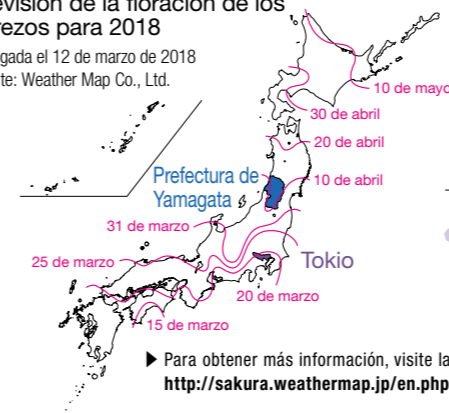 evisión de la floración de los
rezos para 2018
gada el 12 de marzo de 2018
te: Weather Map Co., Ltd.
10 de mayo
30 de abril
20 de abril
Prefectura de
Yamagata
10 de abril
31 de marzo
25 de marzo
Tokio
20 de marzo
15 de marzo
▶ Para obtener más información, visite la
http://sakura.weathermap.jp/en.php